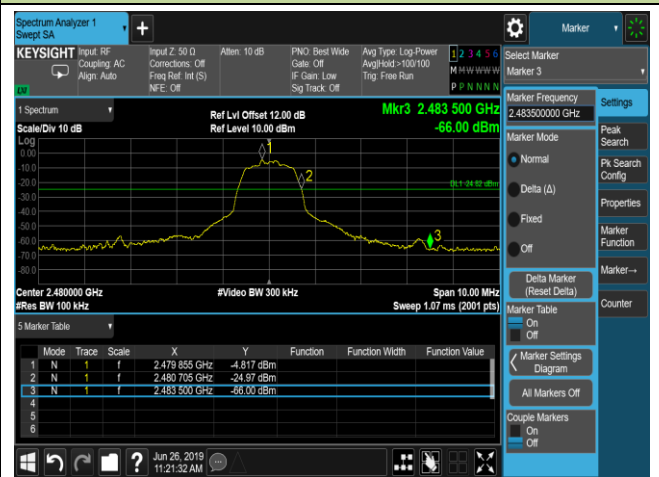 Spectrum Analyzer 1
Swept SA
+
Marker
KEYSIGHT
Input: RF
Coupling: AC
Align: Auto
Input Z: 50 Ω
Corrections: Off
Freq Ref: Int (S)
NFE: Off
Atten: 10 dB
PNO: Best Wide
Gate: Off
IF Gain: Low
Sig Track: Off
Avg Type: Log-Power
Avg|Hold:>100/100
Trig: Free Run
1 2 3 4 5 6
M M W W W W
P P N N N N
LXI
Select Marker
Marker 3
1 Spectrum
Scale/Div 10 dB
Ref Lvl Offset 12.00 dB
Ref Level 10.00 dBm
Mkr3 2.483 500 GHz
-66.00 dBm
Log
0.00
-10.0
-20.0
-30.0
-40.0
-50.0
-60.0
-70.0
-80.0
1
2
3
DL1 -24.82 dBm
Center 2.480000 GHz
#Res BW 100 kHz
#Video BW 300 kHz
Span 10.00 MHz
Sweep 1.07 ms (2001 pts)
5 Marker Table
Mode Trace Scale X Y Function Function Width Function Value
1 N 1 f 2.479 855 GHz -4.817 dBm
2 N 1 f 2.480 705 GHz -24.97 dBm
3 N 1 f 2.483 500 GHz -66.00 dBm
4
5
6
Marker Frequency
2.483500000 GHz
Marker Mode
Normal
Delta (Δ)
Fixed
Off
Delta Marker
(Reset Delta)
Marker Table
On
Off
Marker Settings
Diagram
All Markers Off
Couple Markers
On
Off
Settings
Peak
Search
Pk Search
Config
Properties
Marker
Function
Marker→
Counter
?
Jun 26, 2019
11:21:32 AM